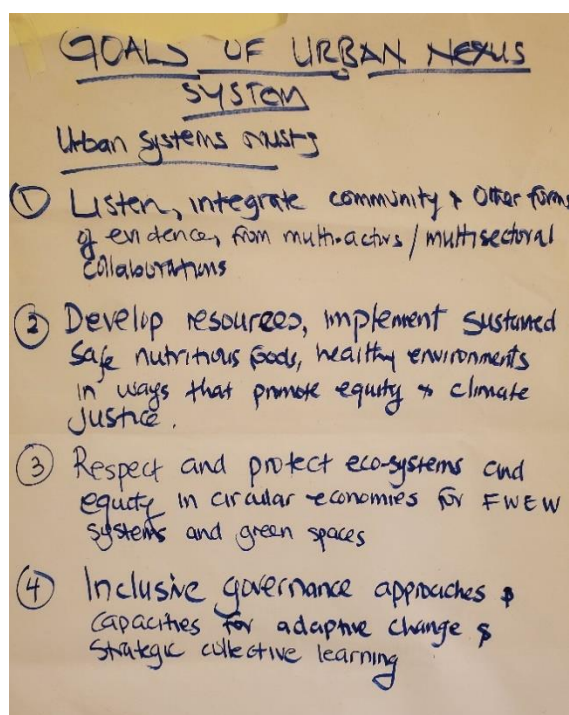 GOALS OF URBAN NEXUS
SYSTEM
Urban systems must;
① Listen, integrate community & Other forms
of evidence, from multi-actors / multisectoral
collaborations
② Develop resources, implement sustained
safe nutritious foods, healthy environments
in ways that promote equity & climate
Justice.
③ Respect and protect eco-systems and
equity in circular economies for FWEW
systems and green spaces
④ Inclusive governance approaches &
capacities for adaptive change &
Strategic collective learning